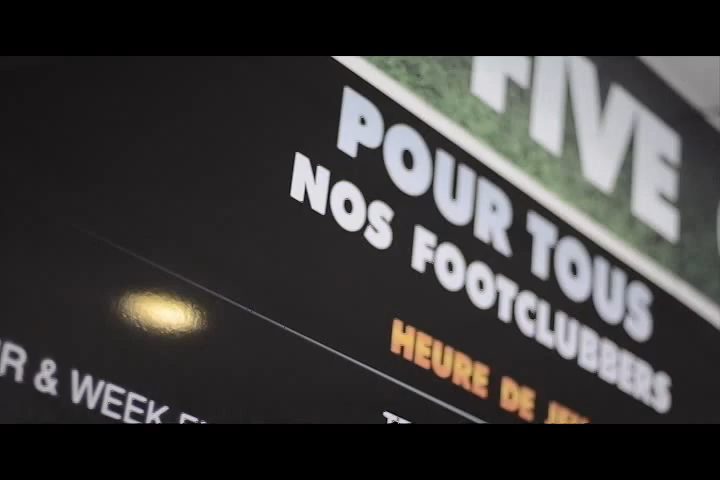 FIVE
POUR TOUS
NOS FOOTCLUBBERS
HEURE DE
& WEEK